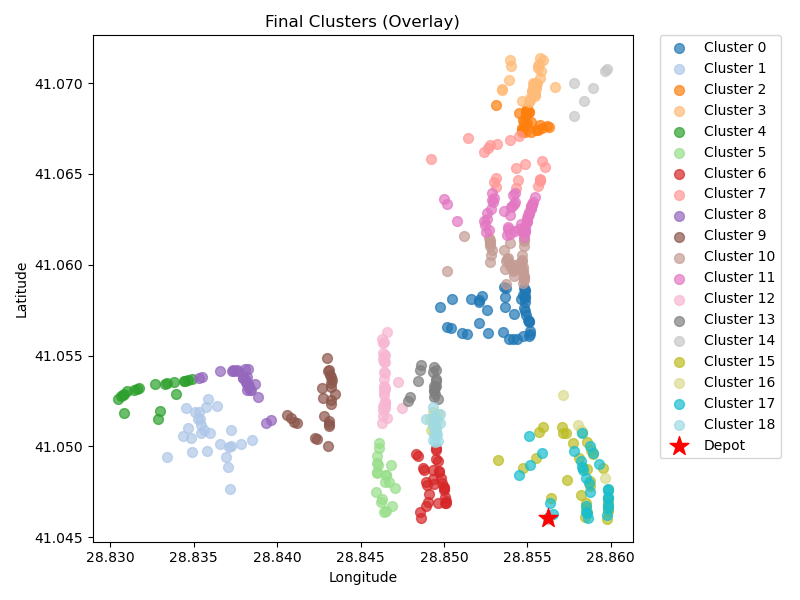 Final Clusters (Overlay)
41.070
41.065
41.060
41.055
41.050
41.045
Latitude
28.830 28.835 28.840 28.845 28.850 28.855 28.860
Longitude
Cluster 0
Cluster 1
Cluster 2
Cluster 3
Cluster 4
Cluster 5
Cluster 6
Cluster 7
Cluster 8
Cluster 9
Cluster 10
Cluster 11
Cluster 12
Cluster 13
Cluster 14
Cluster 15
Cluster 16
Cluster 17
Cluster 18
Depot